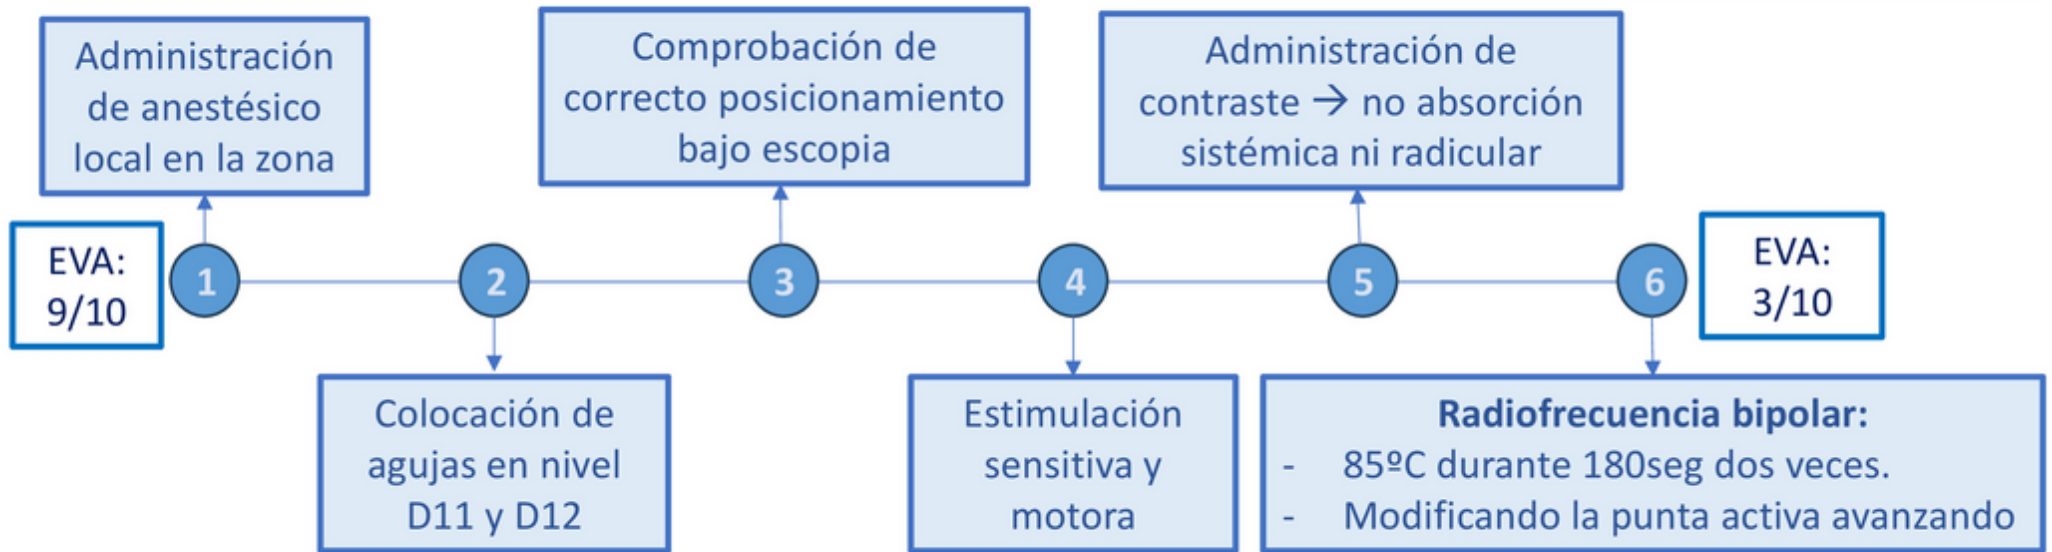 Administración
de anestésico
local en la zona
Comprobación de
correcto posicionamiento
bajo escopia
Administración de
contraste → no absorción
sistémica ni radicular
EVA:
9/10
1
2
3
4
5
6
EVA:
3/10
Colocación de
agujas en nivel
D11 y D12
Estimulación
sensitiva y
motora
Radiofrecuencia bipolar:
- 85ºC durante 180seg dos veces.
- Modificando la punta activa avanzando